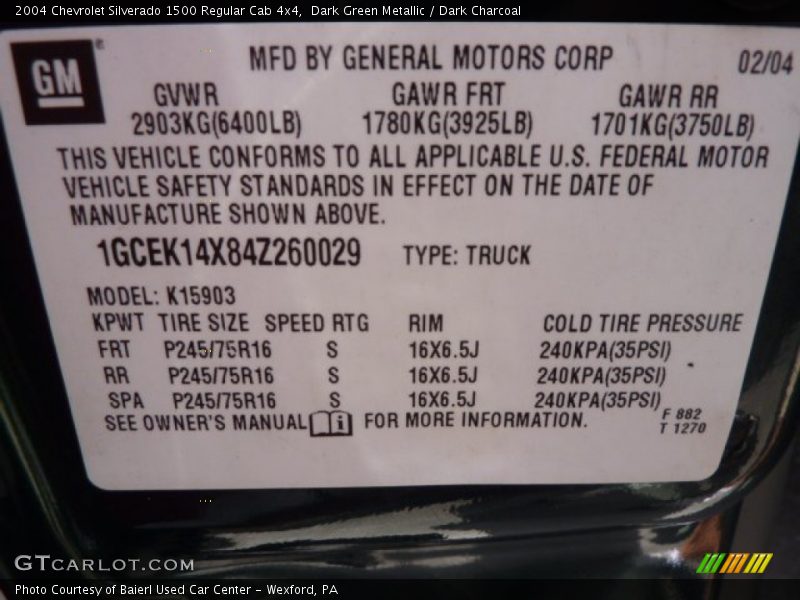 2004 Chevrolet Silverado 1500 Regular Cab 4x4, Dark Green Metallic / Dark Charcoal
GM ®
MFD BY GENERAL MOTORS CORP 02/04
GVWR GAWR FRT GAWR RR
2903KG(6400LB) 1780KG(3925LB) 1701KG(3750LB)
THIS VEHICLE CONFORMS TO ALL APPLICABLE U.S. FEDERAL MOTOR
VEHICLE SAFETY STANDARDS IN EFFECT ON THE DATE OF
MANUFACTURE SHOWN ABOVE.
1GCEK14X84Z260029 TYPE: TRUCK
MODEL: K15903
KPWT TIRE SIZE SPEED RTG RIM COLD TIRE PRESSURE
FRT P245/75R16 S 16X6.5J 240KPA(35PSI)
RR P245/75R16 S 16X6.5J 240KPA(35PSI)
SPA P245/75R16 S 16X6.5J 240KPA(35PSI)
SEE OWNER'S MANUAL i FOR MORE INFORMATION.
F 882
T 1270
GTCARLOT.COM
Photo Courtesy of Baierl Used Car Center - Wexford, PA